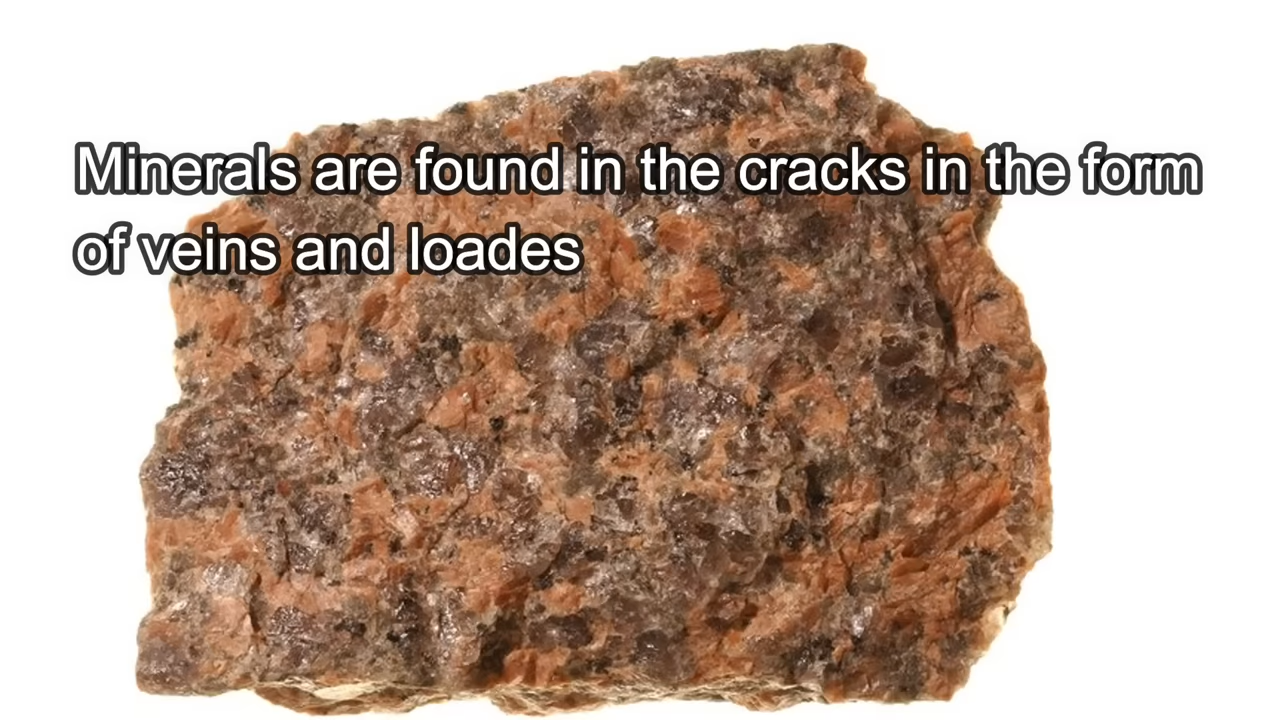 Minerals are found in the cracks in the form
of veins and loades